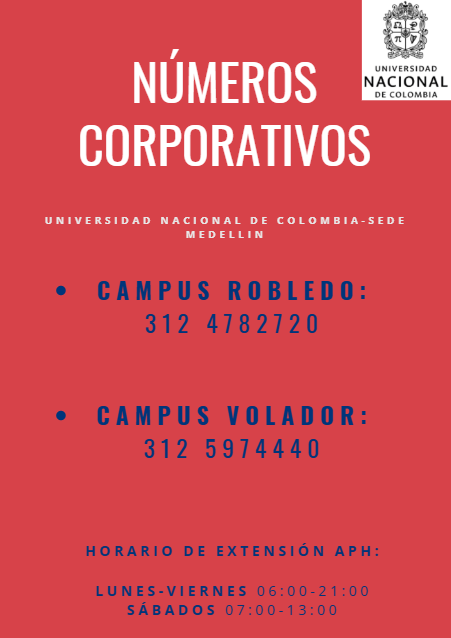 UNIVERSIDAD
NACIONAL
DE COLOMBIA
NÚMEROS
CORPORATIVOS
UNIVERSIDAD NACIONAL DE COLOMBIA-SEDE
MEDELLIN
• CAMPUS ROBLEDO:
312 4782720
• CAMPUS VOLADOR:
312 5974440
HORARIO DE EXTENSIÓN APH:
LUNES-VIERNES 06:00-21:00
SÁBADOS 07:00-13:00